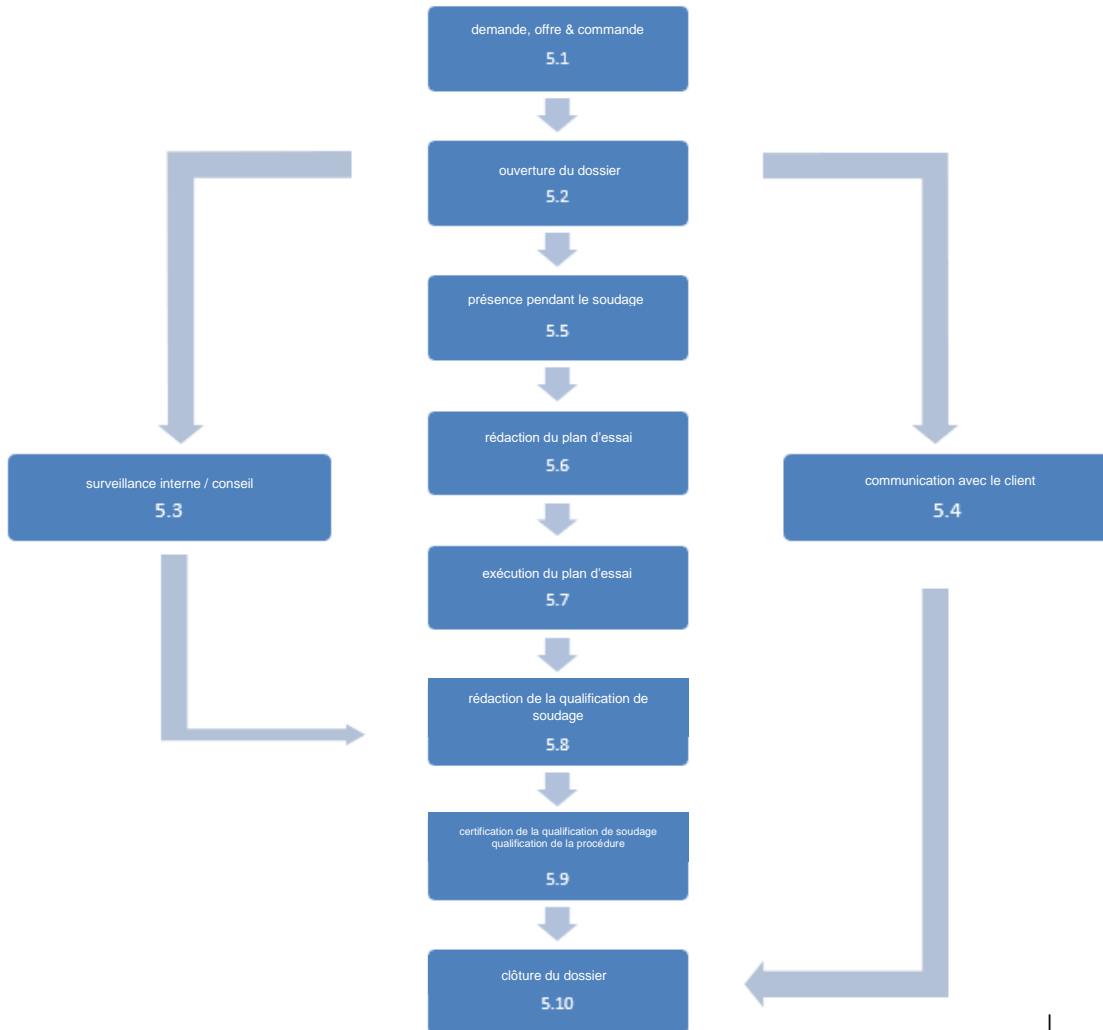 demande, offre & commande
5.1
ouverture du dossier
5.2
présence pendant le soudage
5.5
rédaction du plan d'essai
5.6
surveillance interne / conseil
5.3
communication avec le client
5.4
exécution du plan d'essai
5.7
rédaction de la qualification de
soudage
5.8
certification de la qualification de soudage
qualification de la procédure
5.9
clôture du dossier
5.10